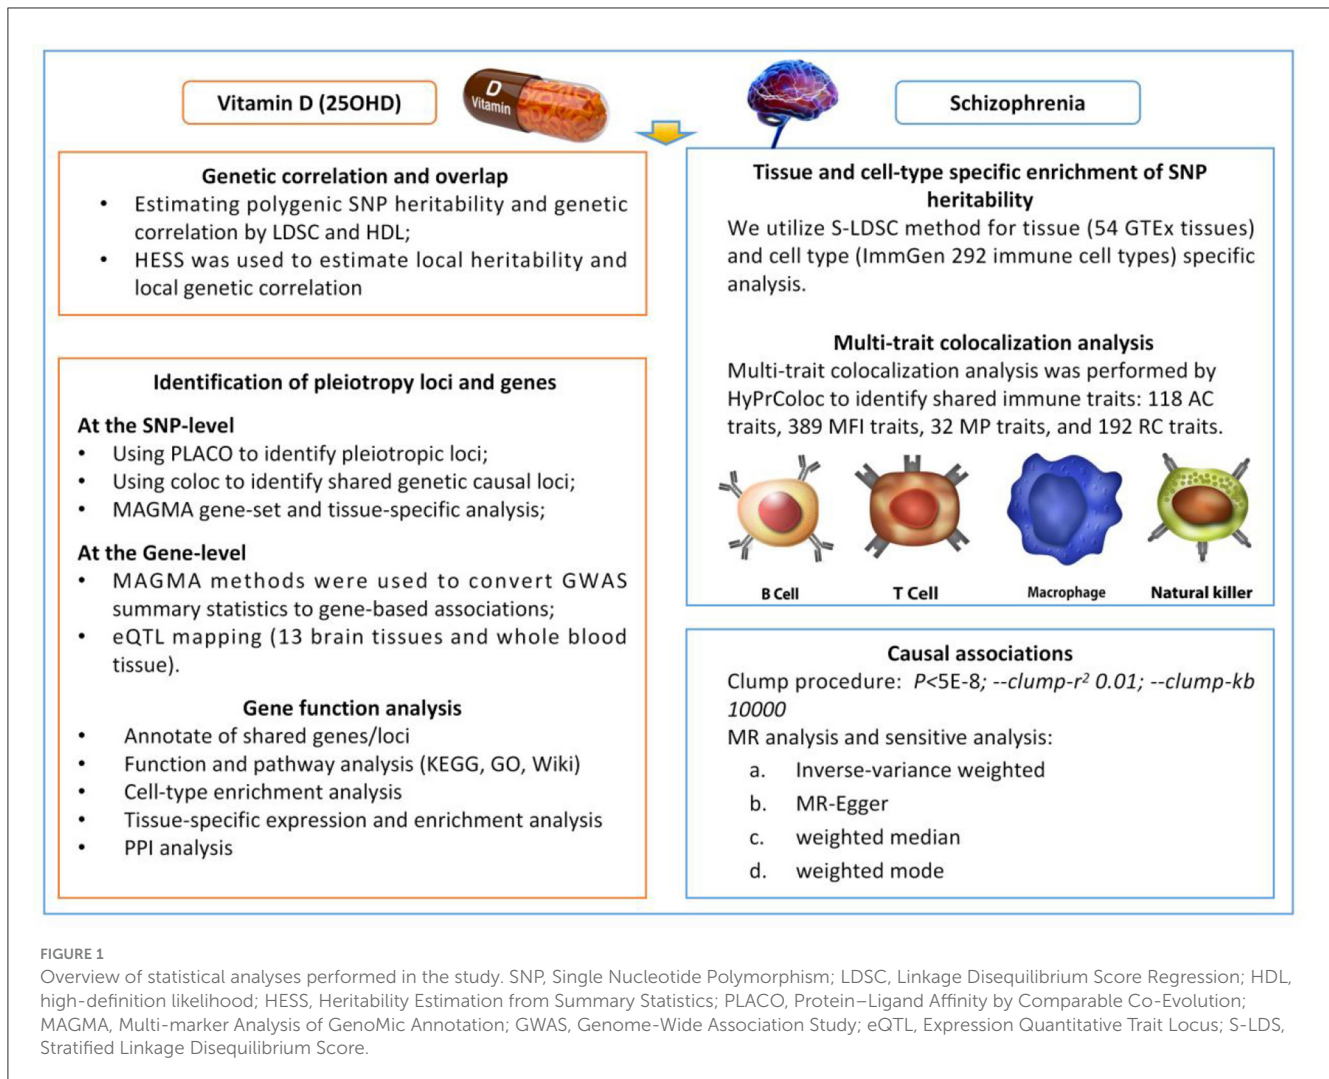 Vitamin D (25OHD)
D
Vitamin
Schizophrenia
Genetic correlation and overlap
• Estimating polygenic SNP heritability and genetic
correlation by LDSC and HDL;
• HESS was used to estimate local heritability and
local genetic correlation
Identification of pleiotropy loci and genes
At the SNP-level
• Using PLACO to identify pleiotropic loci;
• Using coloc to identify shared genetic causal loci;
• MAGMA gene-set and tissue-specific analysis;
At the Gene-level
• MAGMA methods were used to convert GWAS
summary statistics to gene-based associations;
• eQTL mapping (13 brain tissues and whole blood
tissue).
Gene function analysis
• Annotate of shared genes/loci
• Function and pathway analysis (KEGG, GO, Wiki)
• Cell-type enrichment analysis
• Tissue-specific expression and enrichment analysis
• PPI analysis
Tissue and cell-type specific enrichment of SNP
heritability
We utilize S-LDSC method for tissue (54 GTEx tissues)
and cell type (ImmGen 292 immune cell types) specific
analysis.
Multi-trait colocalization analysis
Multi-trait colocalization analysis was performed by
HyPrColoc to identify shared immune traits: 118 AC
traits, 389 MFI traits, 32 MP traits, and 192 RC traits.
B Cell
T Cell
Macrophage
Natural killer
Causal associations
Clump procedure: P<5E-8; --clump-r² 0.01; --clump-kb
10000
MR analysis and sensitive analysis:
a. Inverse-variance weighted
b. MR-Egger
c. weighted median
d. weighted mode
FIGURE 1
Overview of statistical analyses performed in the study. SNP, Single Nucleotide Polymorphism; LDSC, Linkage Disequilibrium Score Regression; HDL,
high-definition likelihood; HESS, Heritability Estimation from Summary Statistics; PLACO, Protein–Ligand Affinity by Comparable Co-Evolution;
MAGMA, Multi-marker Analysis of GenoMic Annotation; GWAS, Genome-Wide Association Study; eQTL, Expression Quantitative Trait Locus; S-LDS,
Stratified Linkage Disequilibrium Score.